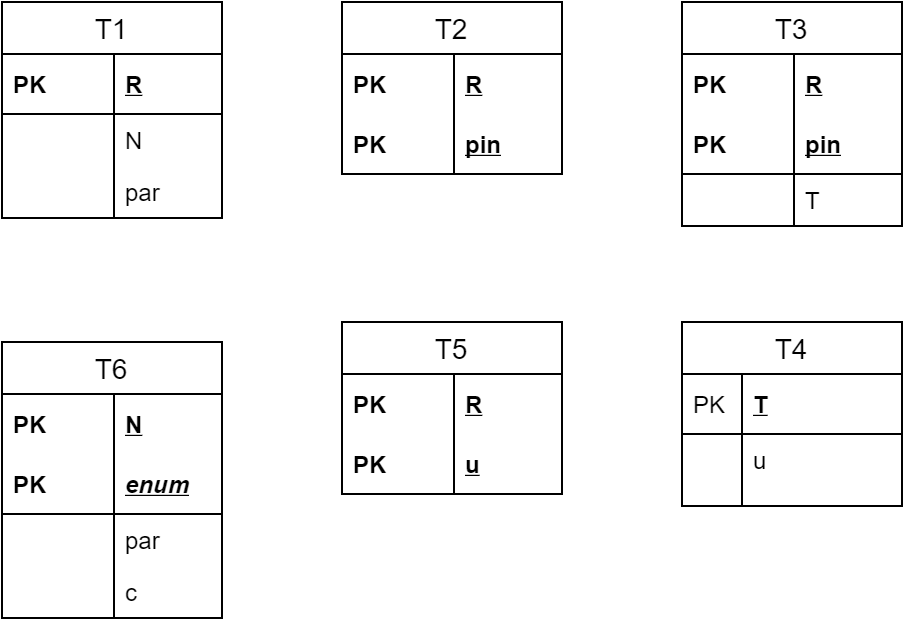 T1
PK R
N
par
T2
PK R
PK pin
T3
PK R
PK pin
T
T6
PK N
PK enum
par
c
T5
PK R
PK u
T4
PK T
u